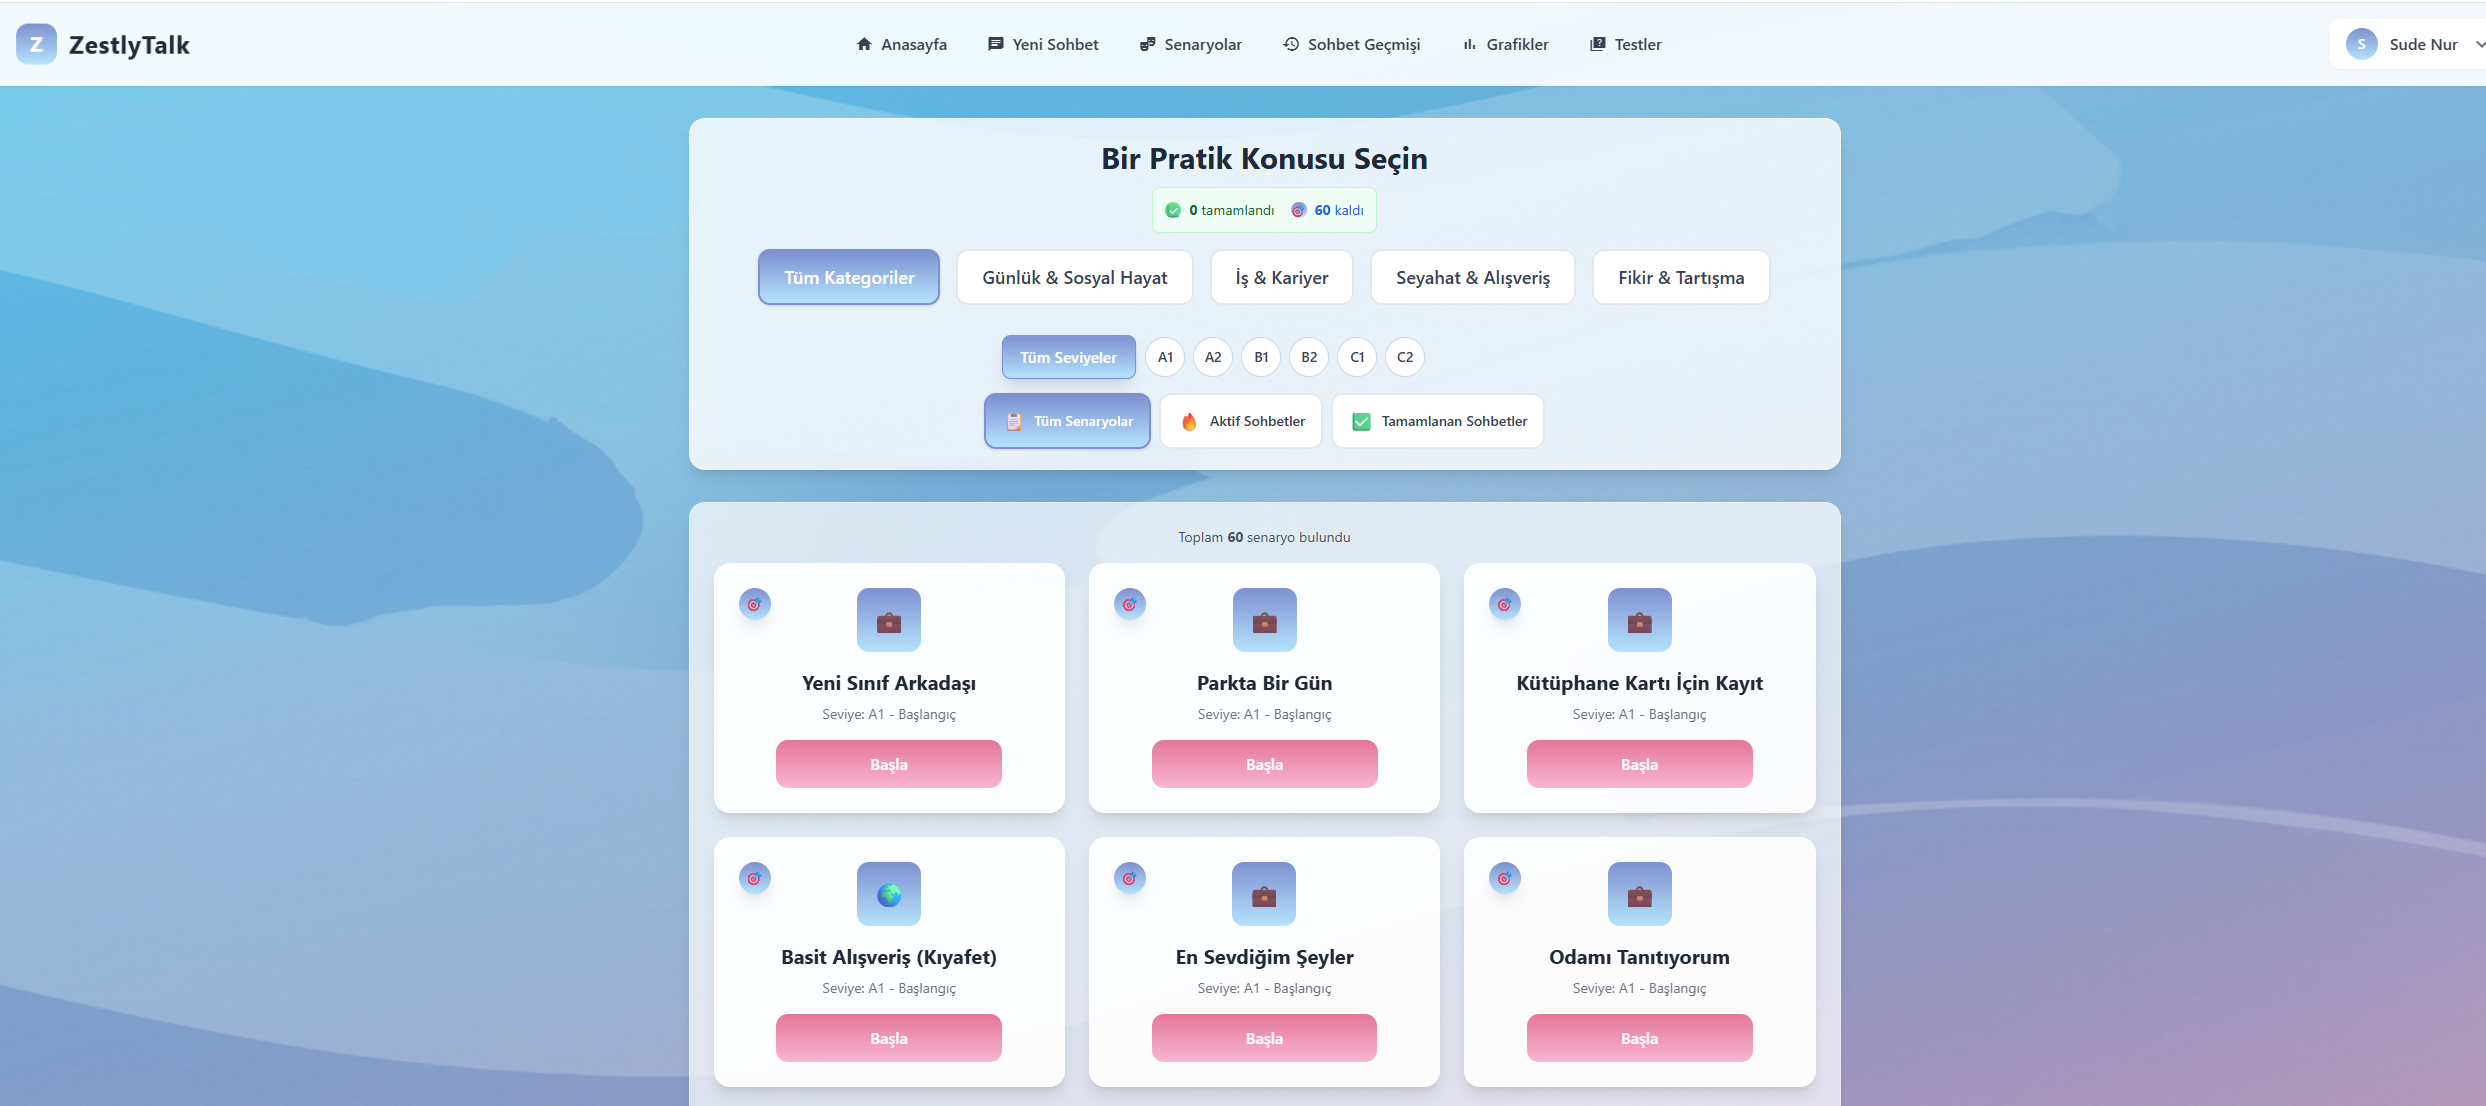 Z ZestlyTalk
Anasayfa Yeni Sohbet Senaryolar Sohbet Geçmişi Grafikler Testler
S Sude Nur
Bir Pratik Konusu Seçin
0 tamamlandı 60 kaldı
Tüm Kategoriler Günlük & Sosyal Hayat İş & Kariyer Seyahat & Alışveriş Fikir & Tartışma
Tüm Seviyeler A1 A2 B1 B2 C1 C2
Tüm Senaryolar Aktif Sohbetler Tamamlanan Sohbetler
Toplam 60 senaryo bulundu
Yeni Sınıf Arkadaşı
Seviye: A1 - Başlangıç
Başla
Parkta Bir Gün
Seviye: A1 - Başlangıç
Başla
Kütüphane Kartı İçin Kayıt
Seviye: A1 - Başlangıç
Başla
Basit Alışveriş (Kıyafet)
Seviye: A1 - Başlangıç
Başla
En Sevdiğim Şeyler
Seviye: A1 - Başlangıç
Başla
Odamı Tanıtıyorum
Seviye: A1 - Başlangıç
Başla